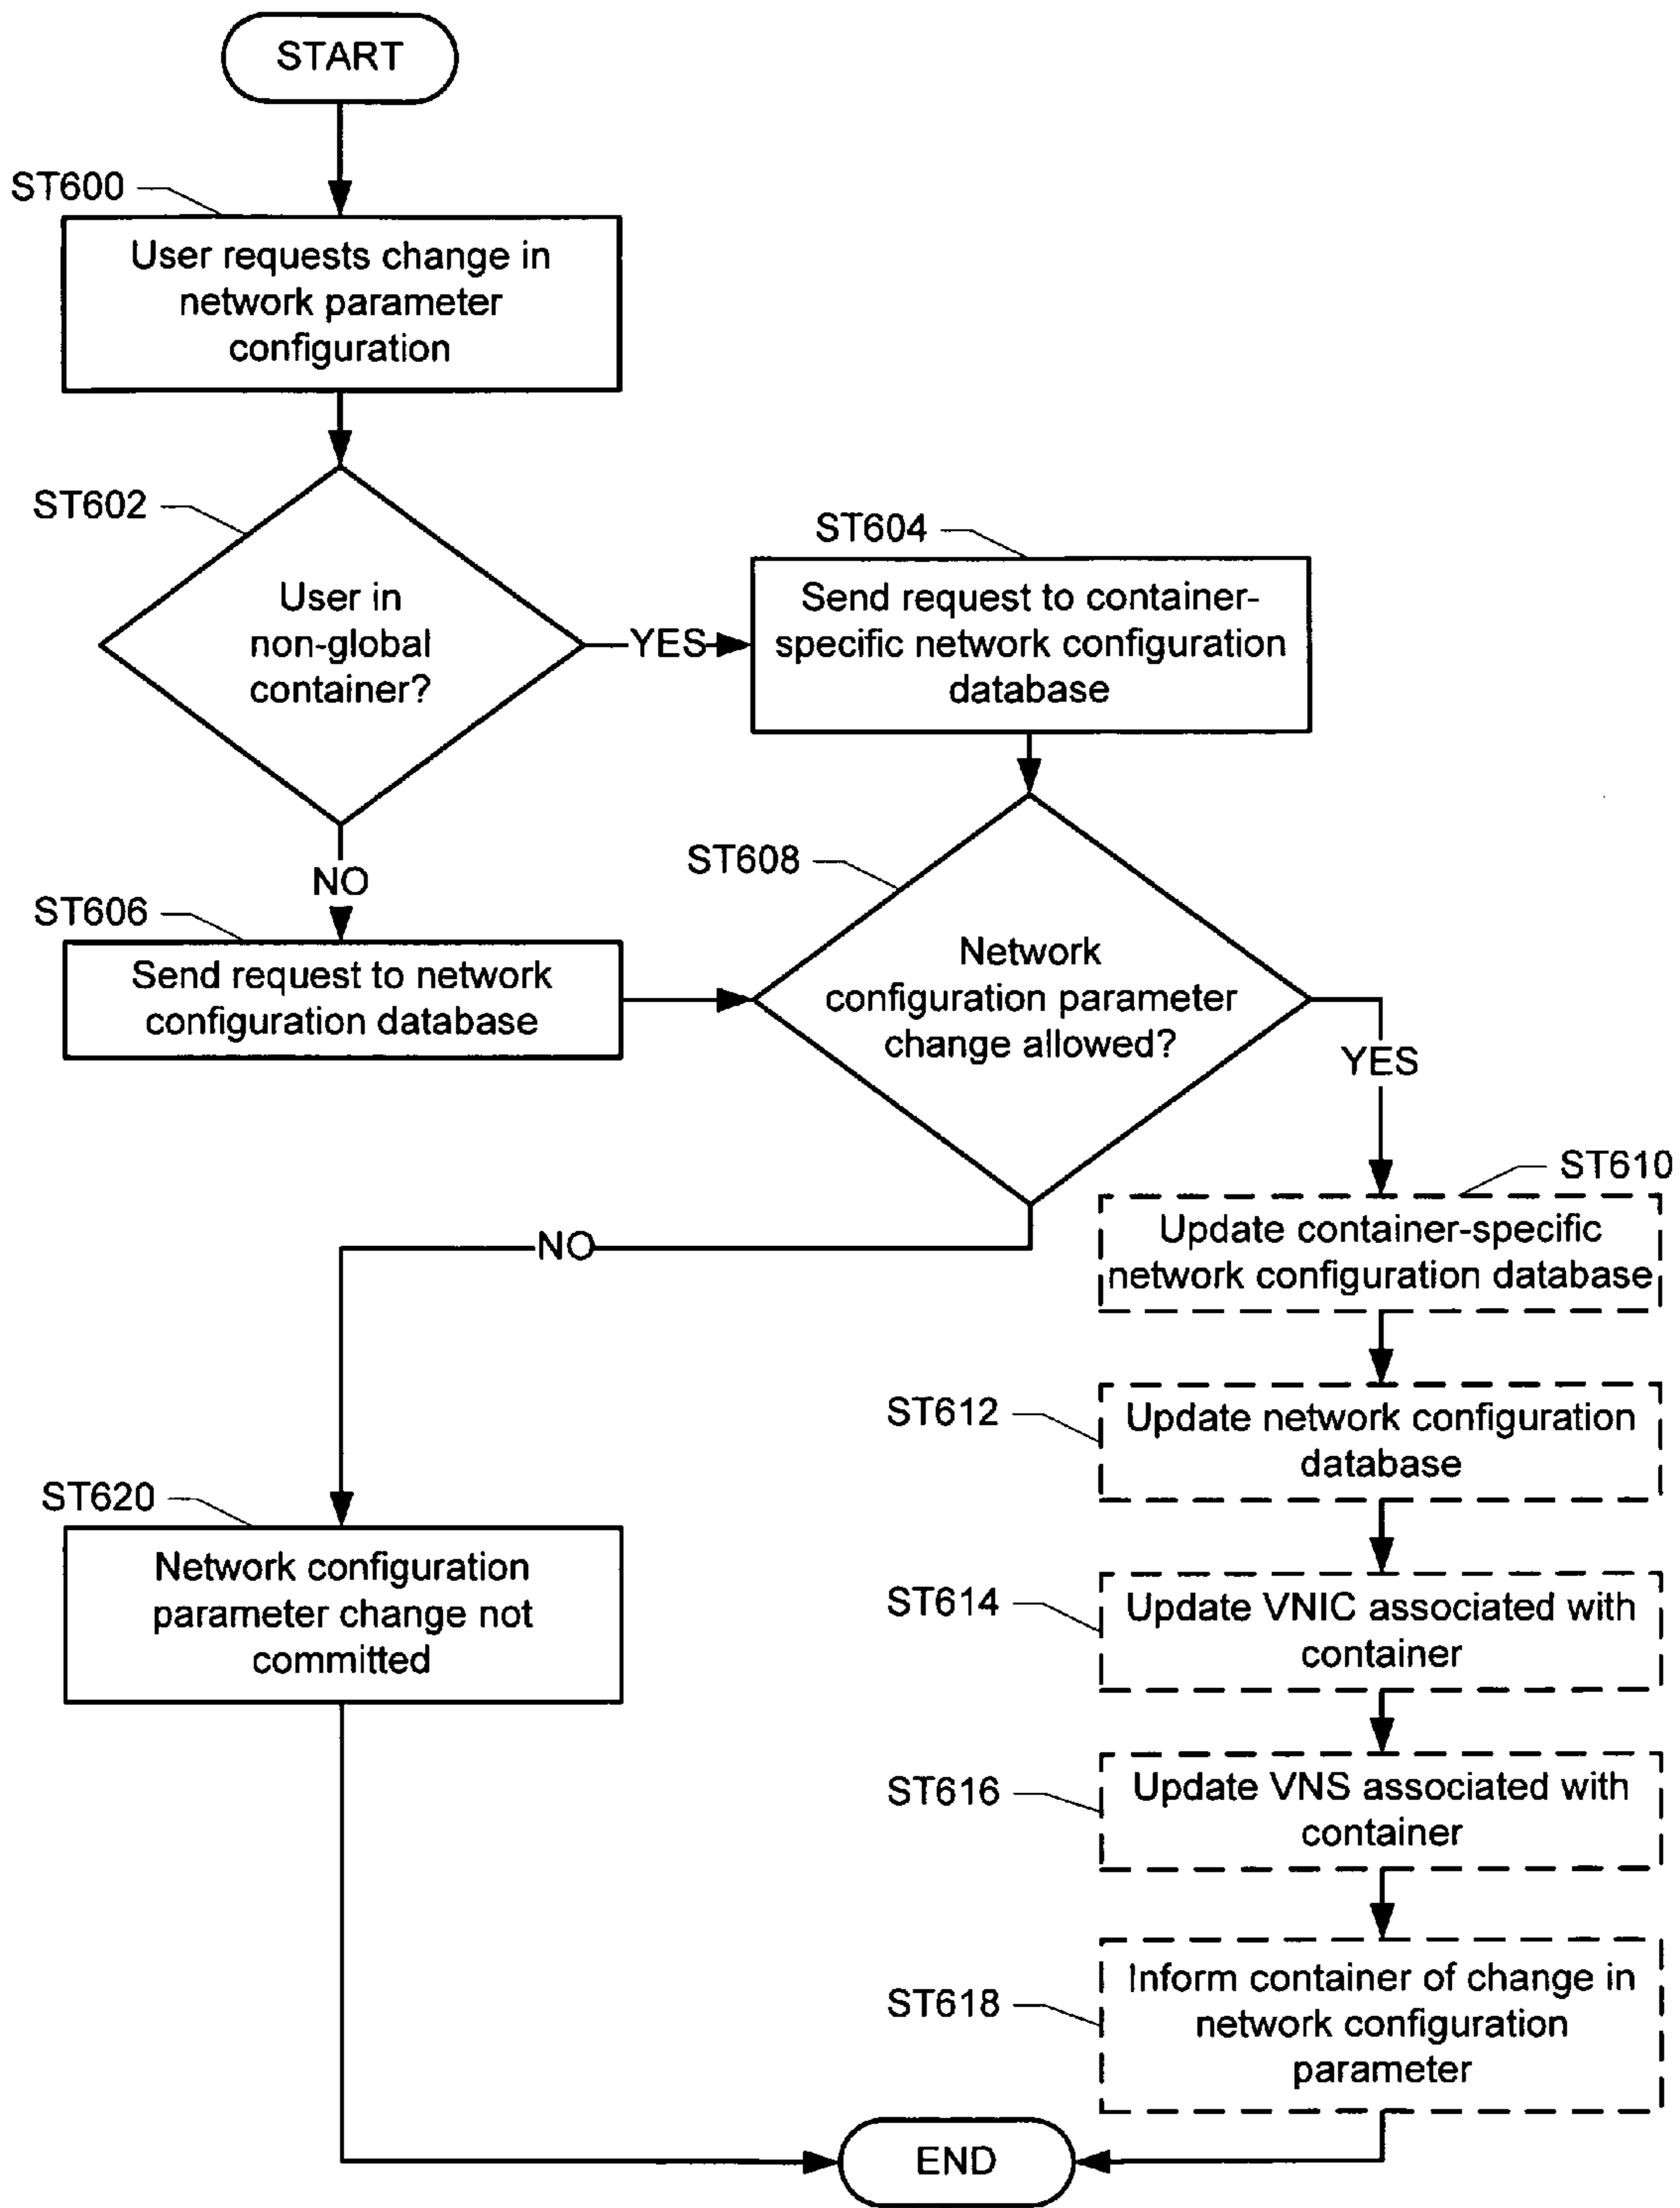 START
ST600
User requests change in
network parameter
configuration
ST602
User in
non-global
container?
YES
ST604
Send request to container-
specific network configuration
database
NO
ST606
Send request to network
configuration database
ST608
Network
configuration parameter
change allowed?
YES
NO
ST610
Update container-specific
network configuration database
ST612
Update network configuration
database
ST614
Update VNIC associated with
container
ST616
Update VNS associated with
container
ST618
Inform container of change in
network configuration
parameter
ST620
Network configuration
parameter change not
committed
END